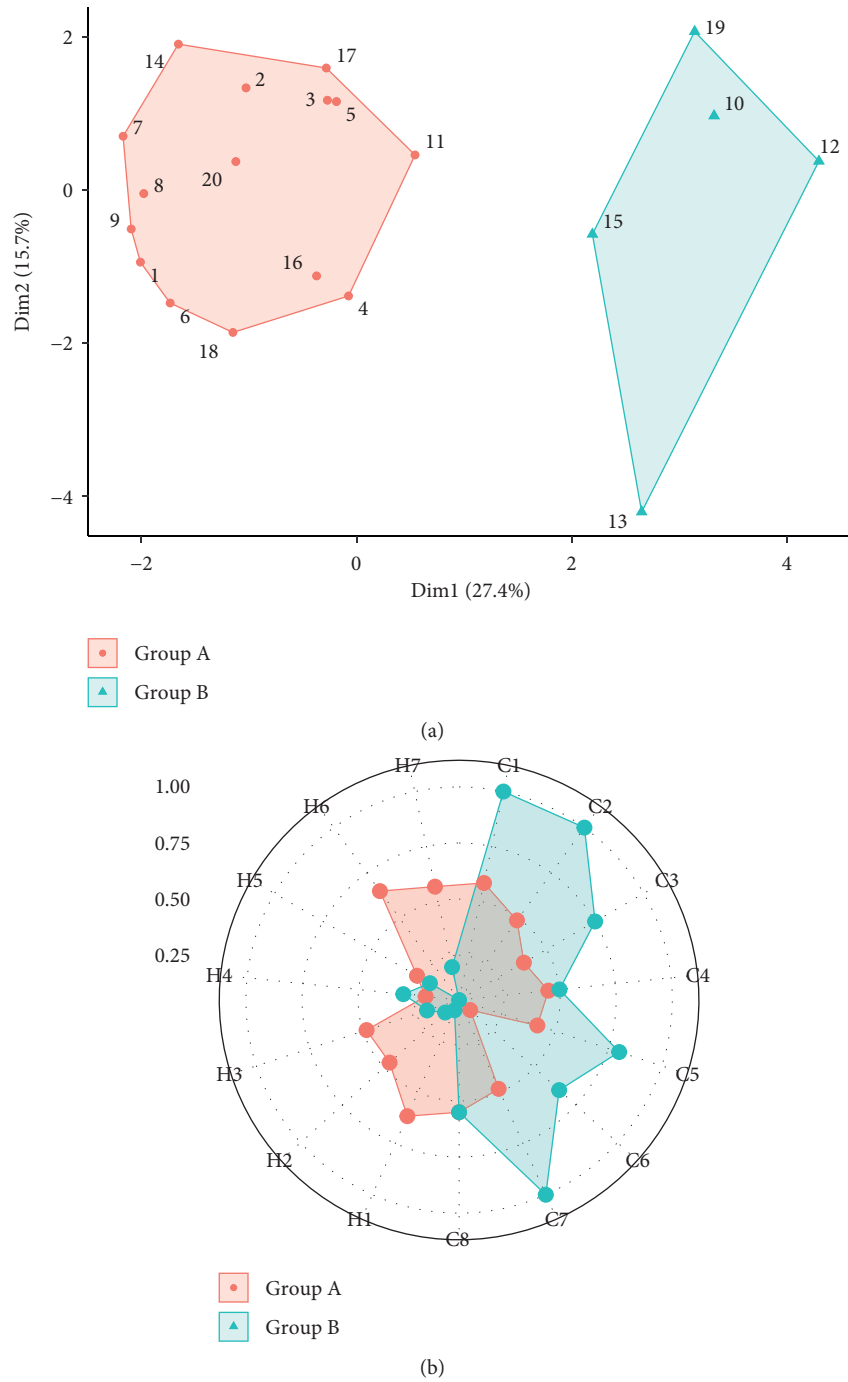 2
0
−2
−4
Dim2 (15.7%)
14
17
2
3
5
7
11
20
8
9
16
1
6
4
18
19
10
12
15
13
−2
0
2
4
Dim1 (27.4%)
Group A
Group B
(a)
1.00
0.75
0.50
0.25
H7
C1
H6
C2
H5
C3
H4
C4
H3
C5
H2
C6
H1
C7
C8
Group A
Group B
(b)